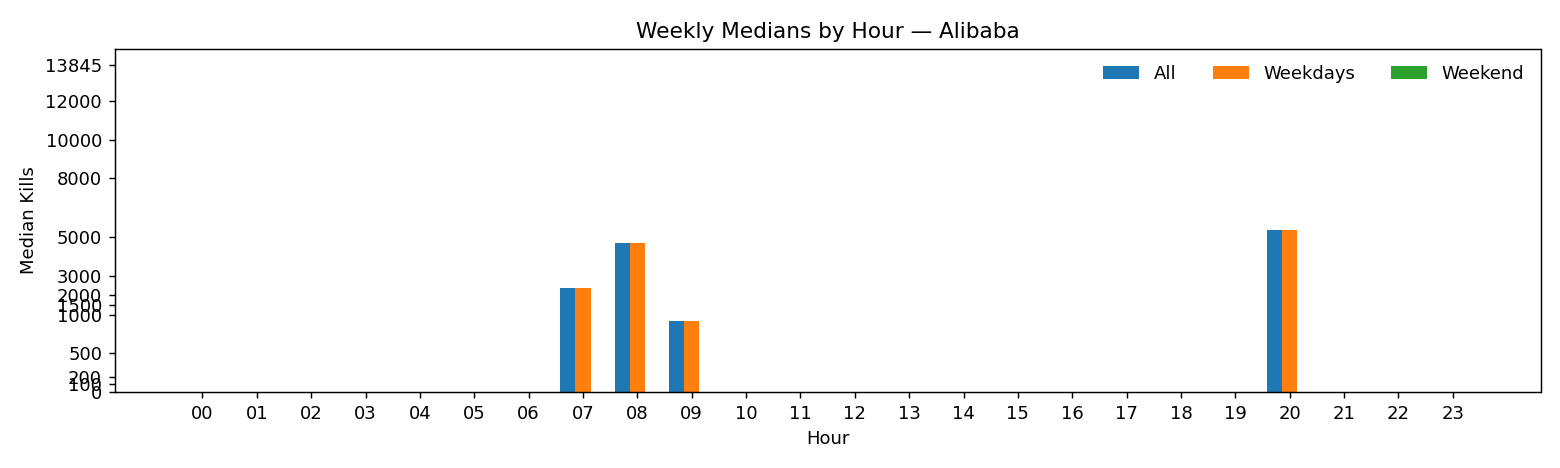 Weekly Medians by Hour — Alibaba
All Weekdays Weekend
Median Kills
13845
12000
10000
8000
5000
3000
2000
1500
1000
500
200
100
0
00 01 02 03 04 05 06 07 08 09 10 11 12 13 14 15 16 17 18 19 20 21 22 23
Hour